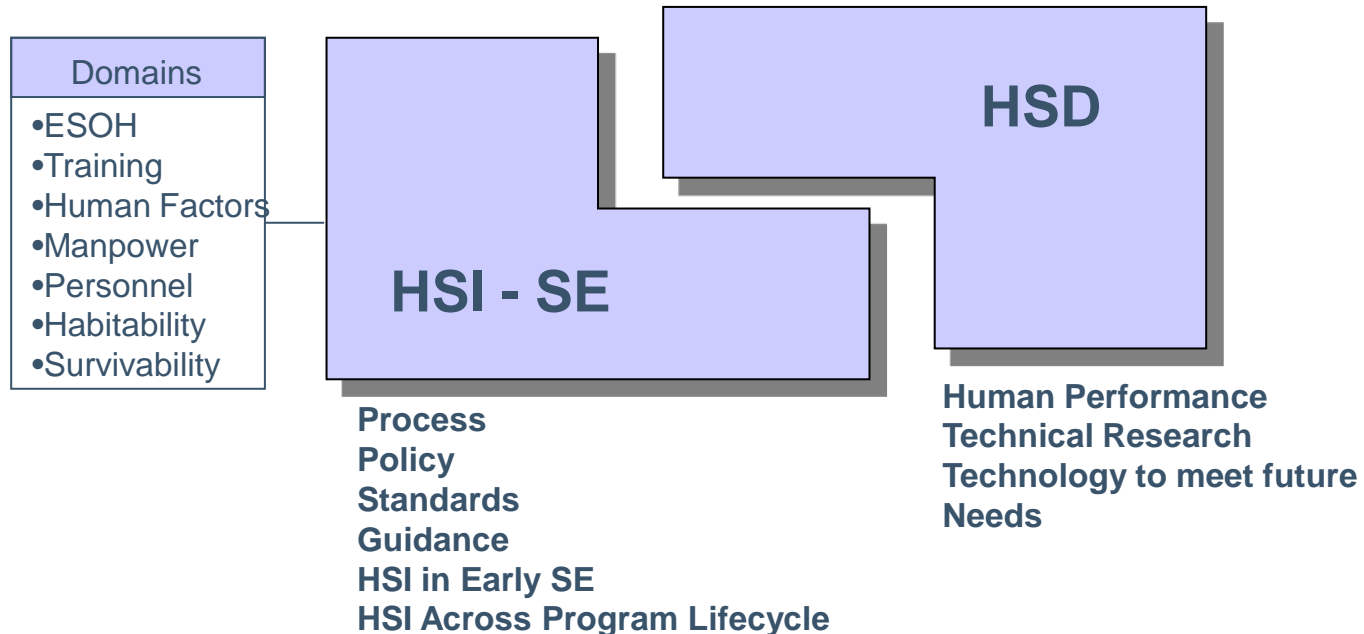 Domains
•ESOH
•Training
•Human Factors
•Manpower
•Personnel
•Habitability
•Survivability
HSI - SE
Process
Policy
Standards
Guidance
HSI in Early SE
HSI Across Program Lifecycle
HSD
Human Performance
Technical Research
Technology to meet future
Needs